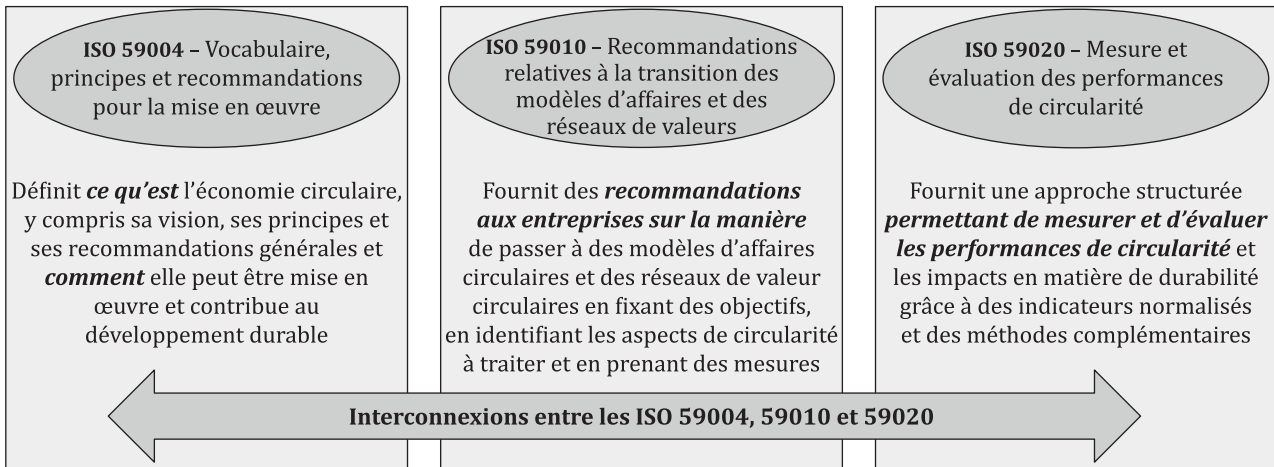 ISO 59004 – Vocabulaire,
principes et recommandations
pour la mise en œuvre
Définit ce qu'est l'économie circulaire,
y compris sa vision, ses principes et
ses recommandations générales et
comment elle peut être mise en
œuvre et contribue au
développement durable
ISO 59010 – Recommandations
relatives à la transition des
modèles d'affaires et des
réseaux de valeurs
Fournit des recommandations
aux entreprises sur la manière
de passer à des modèles d'affaires
circulaires et des réseaux de valeur
circulaires en fixant des objectifs,
en identifiant les aspects de circularité
à traiter et en prenant des mesures
ISO 59020 – Mesure et
évaluation des performances
de circularité
Fournit une approche structurée
permettant de mesurer et d'évaluer
les performances de circularité et
les impacts en matière de durabilité
grâce à des indicateurs normalisés
et des méthodes complémentaires
Interconnexions entre les ISO 59004, 59010 et 59020